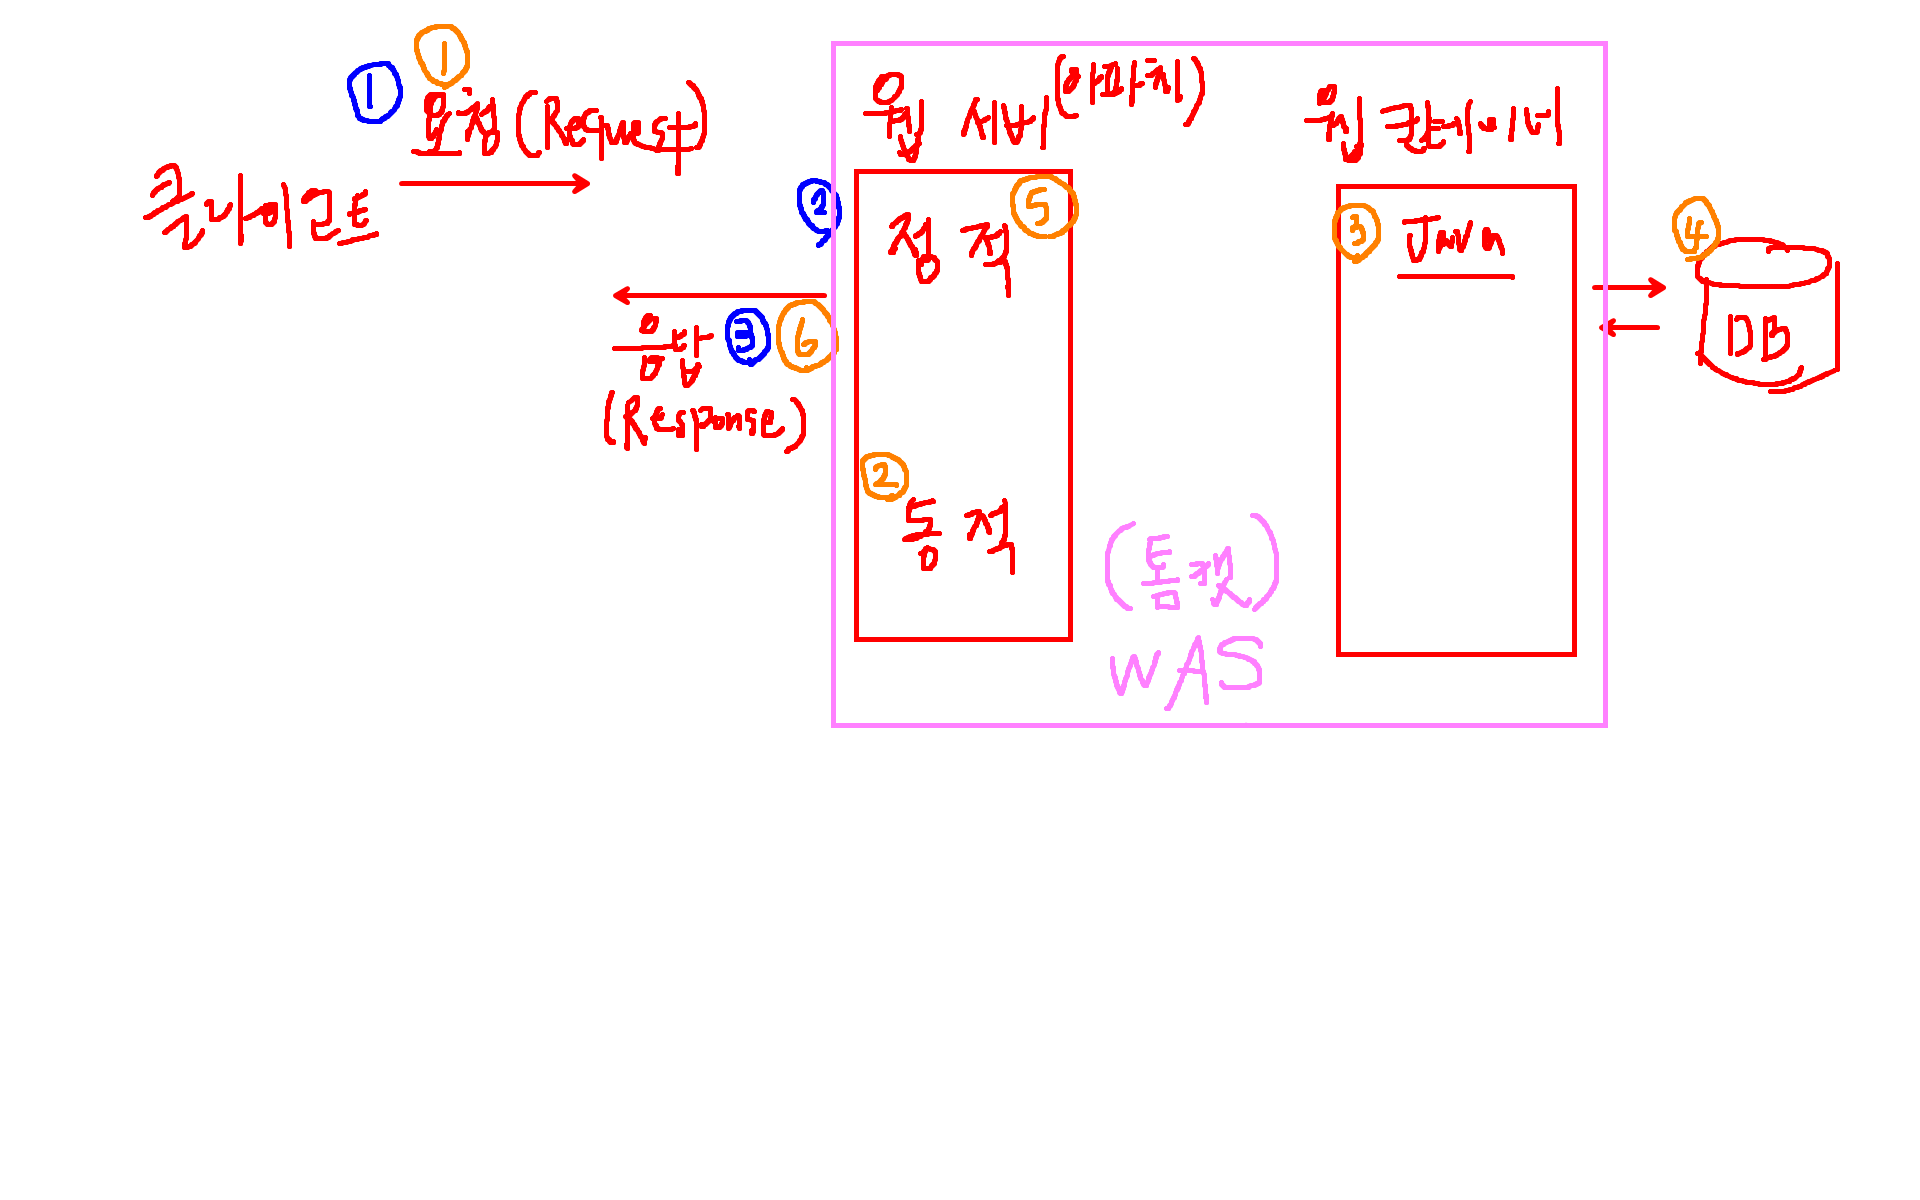 ① ①
요청 (Request)
클라이언트
웹 서버 (아파치)
웹 컨테이너
②
정적 ⑤
③ Java
④
DB
응답 ③ ⑥
(Response)
②
동적
(톰캣)
WAS